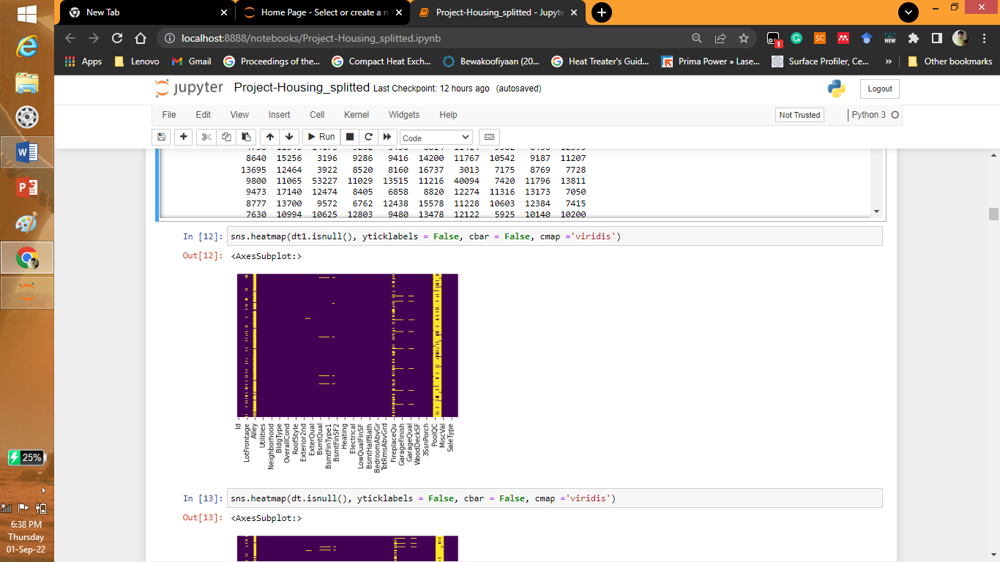 New Tab
Home Page - Select or create a n
Project-Housing_splitted - Jupyte
localhost:8888/notebooks/Project-Housing_splitted.ipynb
SC
NEW
1
Apps
Lenovo
Gmail
Proceedings of the...
Compact Heat Exch...
Bewakoofiyaan (20...
Heat Treater's Guid...
Prima Power » Lase...
Surface Profiler, Ce...
»
Other bookmarks
jupyter Project-Housing_splitted Last Checkpoint: 12 hours ago (autosaved)
Logout
File Edit View Insert Cell Kernel Widgets Help
Not Trusted
Python 3
Run
Code
8640 15256 3196 9286 9416 14200 11767 10542 9187 11207
13695 12464 3922 8520 8160 16737 3013 7175 8769 7728
9800 11065 53227 11029 13515 11216 40094 7420 11796 13811
9473 17140 12474 8405 6858 8820 12274 11316 13173 7050
8777 13700 9572 6762 12438 15578 11228 10603 12384 7415
7630 10994 10625 12803 9480 13478 12122 5925 10140 10200
In [12]: sns.heatmap(dt1.isnull(), yticklabels = False, cbar = False, cmap ='viridis')
Out[12]: <AxesSubplot:>
Id
LotFrontage
Alley
Utilities
Neighborhood
BldgType
OverallCond
RoofStyle
Exterior2nd
ExterQual
BsmtQual
BsmtFinType1
BsmtFinSF2
Heating
Electrical
LowQualFinSF
BsmtHalfBath
BedroomAbvGr
TotRmsAbvGrd
FireplaceQu
GarageFinish
GarageQual
WoodDeckSF
3SsnPorch
PoolQC
MiscVal
SaleType
In [13]: sns.heatmap(dt.isnull(), yticklabels = False, cbar = False, cmap ='viridis')
Out[13]: <AxesSubplot:>
25%
6:38 PM
Thursday
01-Sep-22